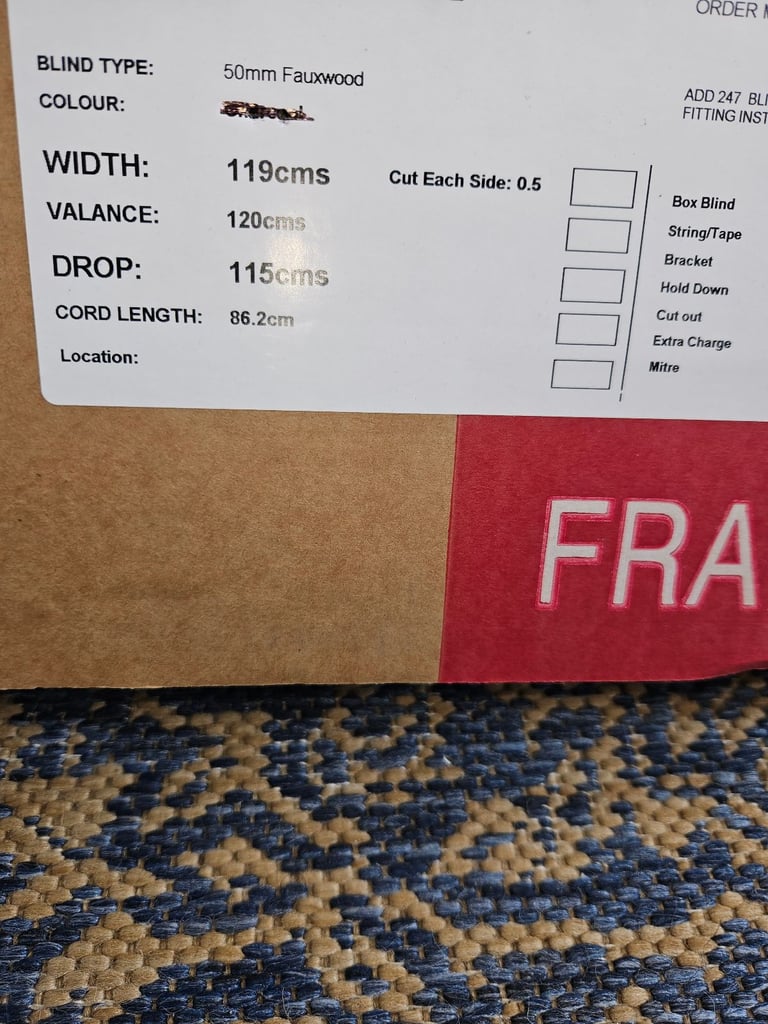 ORDER
BLIND TYPE: 50mm Fauxwood
COLOUR:
ADD 247 BLI
FITTING INST
WIDTH: 119cms Cut Each Side: 0.5
VALANCE: 120cms
DROP: 115cms
CORD LENGTH: 86.2cm
Location:
Box Blind
String/Tape
Bracket
Hold Down
Cut out
Extra Charge
Mitre
FRA